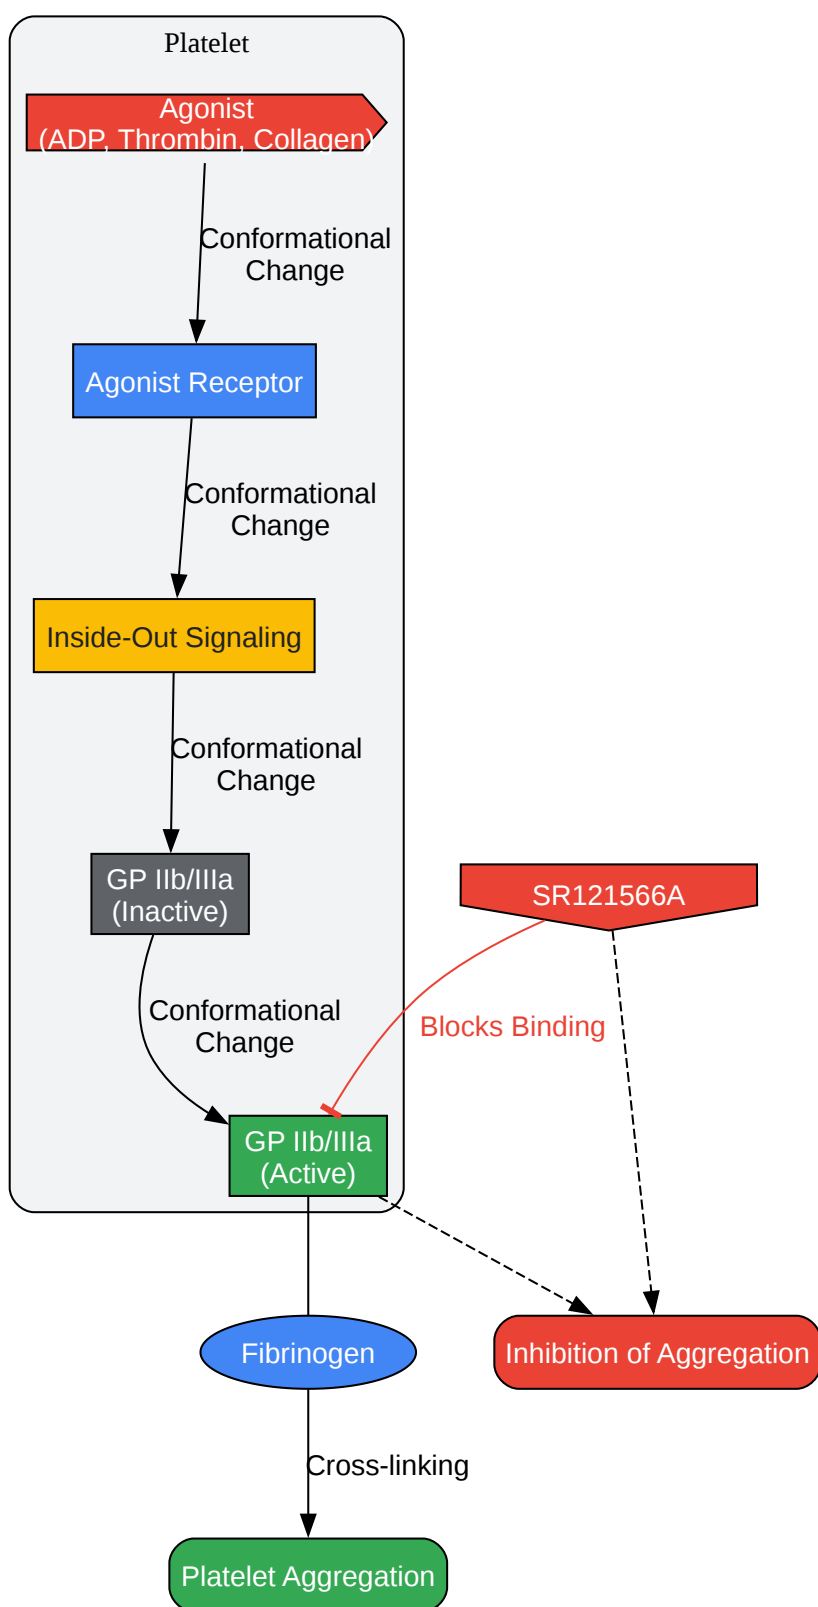 Platelet
Agonist
(ADP, Thrombin, Collagen)
Conformational
Change
Agonist Receptor
Conformational
Change
Inside-Out Signaling
Conformational
Change
GP IIb/IIIa
(Inactive)
SR121566A
Conformational
Change
Blocks Binding
GP IIb/IIIa
(Active)
Fibrinogen
Inhibition of Aggregation
Cross-linking
Platelet Aggregation